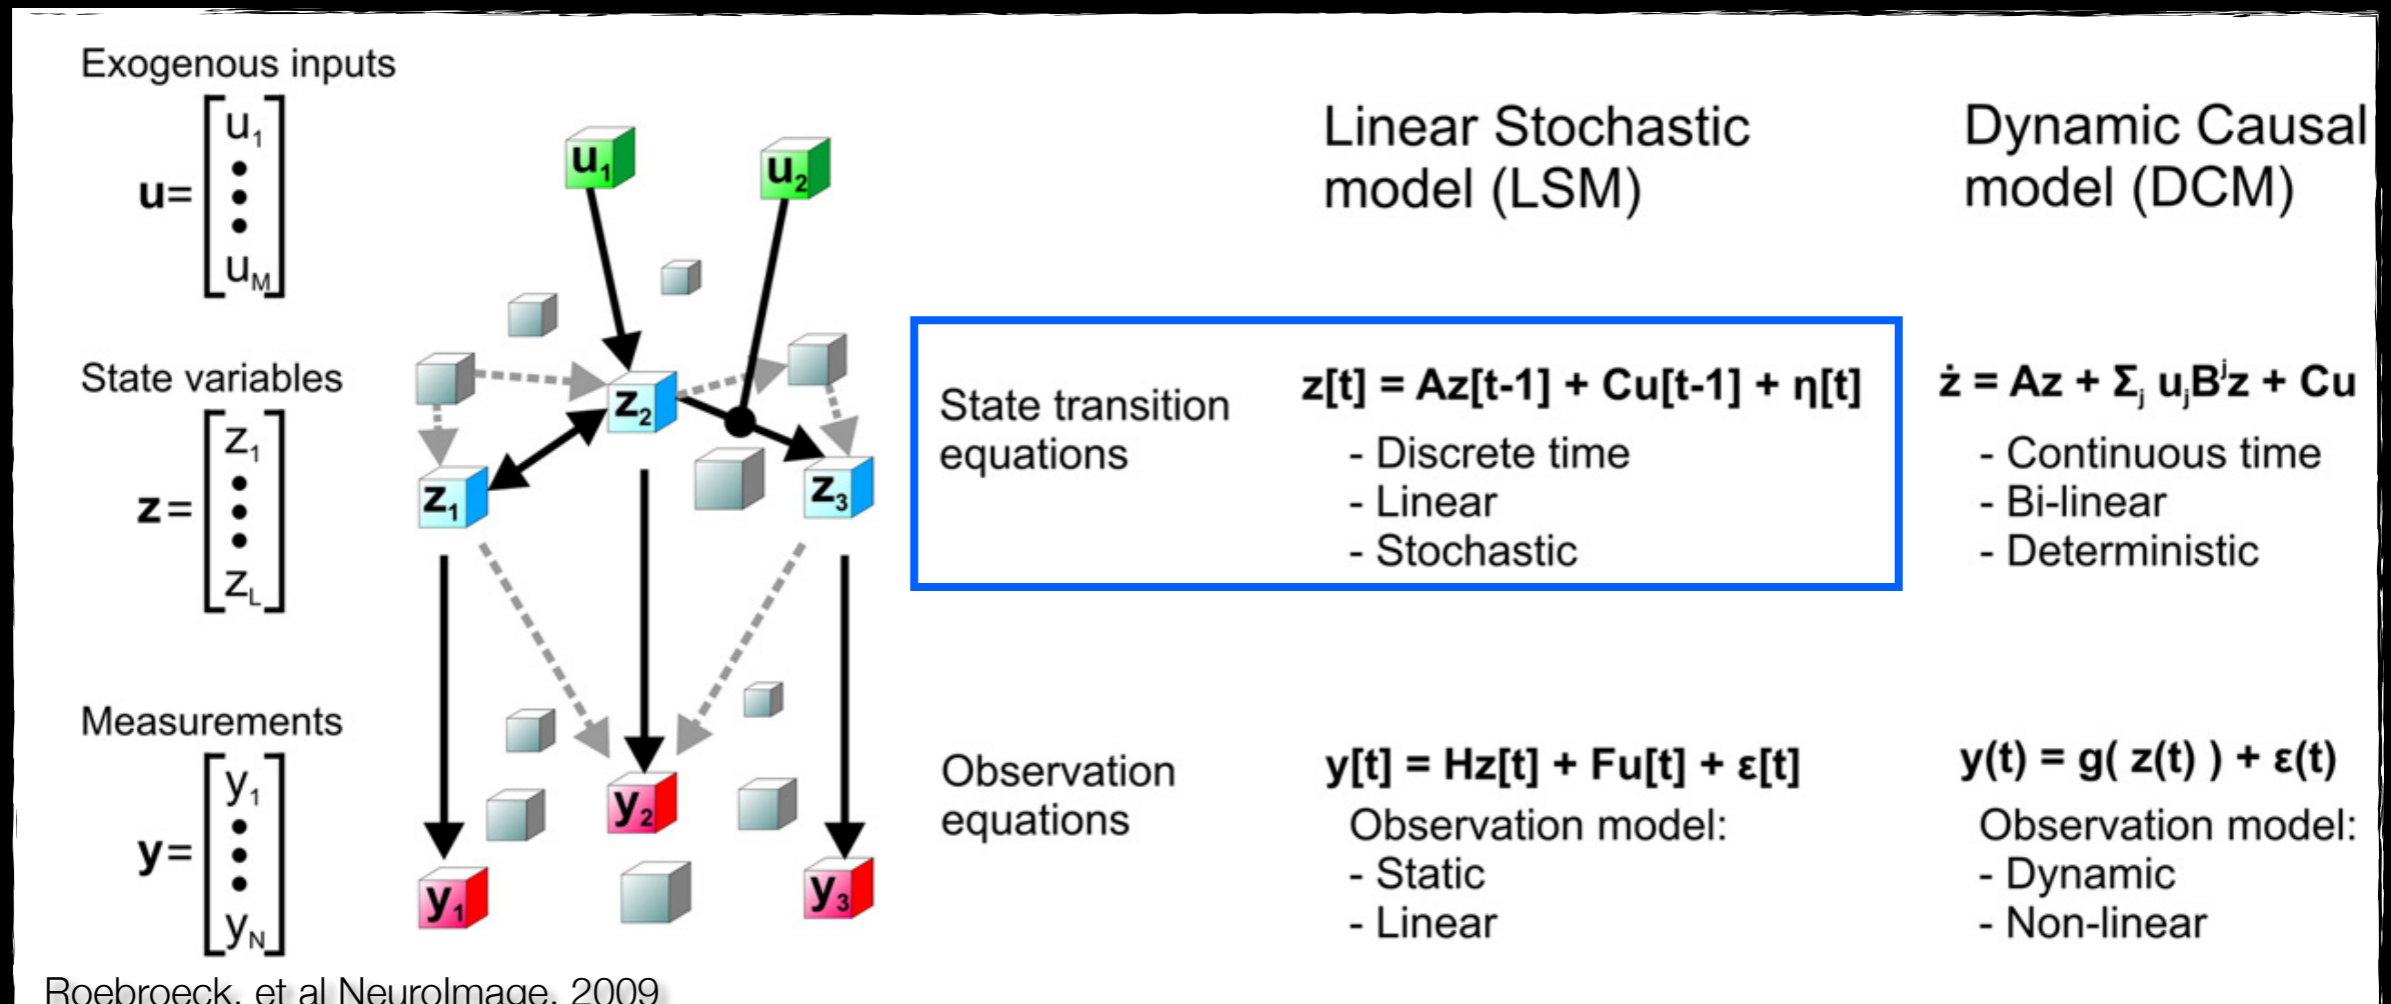 Exogenous inputs
u=
u₁
u_M
u₁
u₂
State variables
z=
z₁
z_L
z₂
z₁
z₃
Measurements
y=
y₁
y_N
y₂
y₁
y₃
Linear Stochastic
model (LSM)
Dynamic Causal
model (DCM)
State transition
equations
z[t] = Az[t-1] + Cu[t-1] + η[t]
- Discrete time
- Linear
- Stochastic
ż = Az + Σⱼ uⱼBʲz + Cu
- Continuous time
- Bi-linear
- Deterministic
Observation
equations
y[t] = Hz[t] + Fu[t] + ε[t]
Observation model:
- Static
- Linear
y(t) = g( z(t) ) + ε(t)
Observation model:
- Dynamic
- Non-linear
Roebroeck, et al NeuroImage, 2009